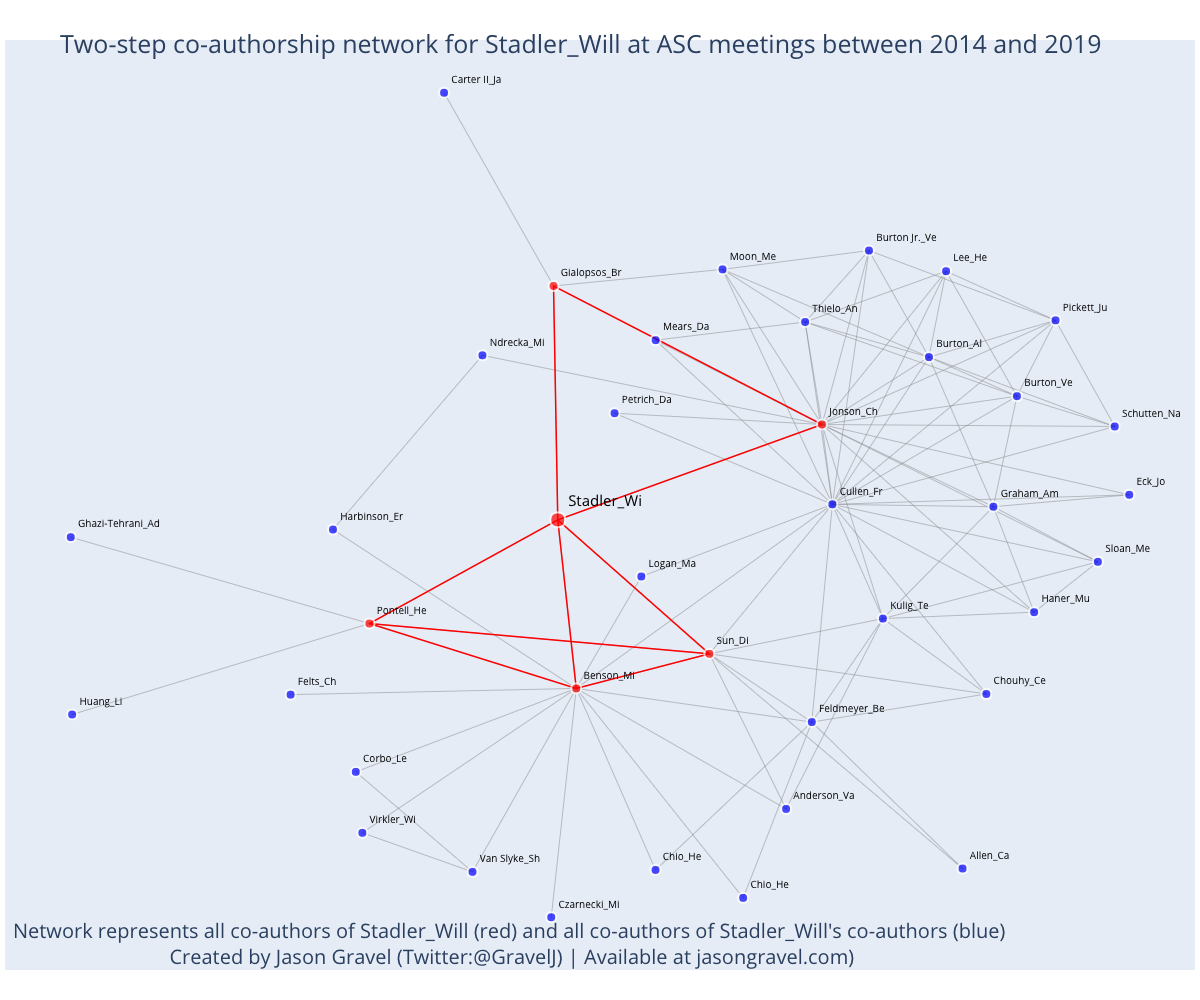 Two-step co-authorship network for Stadler_Will at ASC meetings between 2014 and 2019
Carter II_Ja
Burton Jr._Ve
Moon_Me
Lee_He
Gialopsos_Br
Thielo_An
Pickett_Ju
Mears_Da
Ndrecka_Mi
Burton_Al
Burton_Ve
Petrich_Da
Jonson_Ch
Schutten_Na
Eck_Jo
Cullen_Fr
Graham_Am
Stadler_Wi
Harbinson_Er
Ghazi-Tehrani_Ad
Sloan_Me
Logan_Ma
Haner_Mu
Kulig_Te
Pontell_He
Sun_Di
Benson_Mi
Chouhy_Ce
Felts_Ch
Huang_Li
Feldmeyer_Be
Corbo_Le
Anderson_Va
Virkler_Wi
Van Slyke_Sh
Chio_He
Allen_Ca
Chio_He
Czarnecki_Mi
Network represents all co-authors of Stadler_Will (red) and all co-authors of Stadler_Will's co-authors (blue)
Created by Jason Gravel (Twitter:@GravelJ) | Available at jasongravel.com)